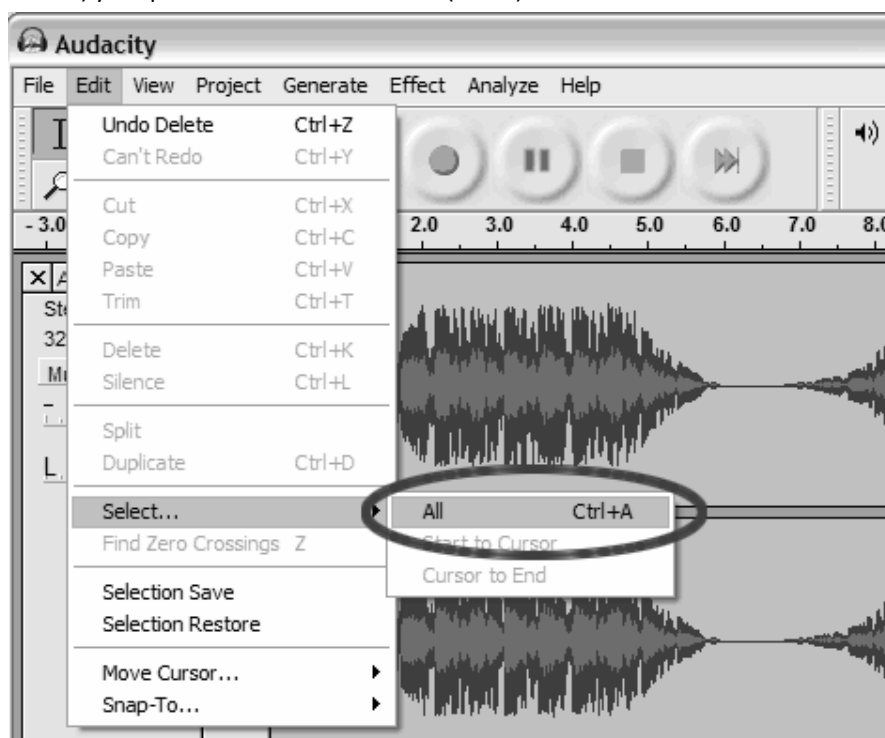 Audacity
File Edit View Project Generate Effect Analyze Help
Undo Delete Ctrl+Z
Can't Redo Ctrl+Y
Cut Ctrl+X
Copy Ctrl+C
Paste Ctrl+V
Trim Ctrl+T
Delete Ctrl+K
Silence Ctrl+L
Split
Duplicate Ctrl+D
Select...
Find Zero Crossings Z
Selection Save
Selection Restore
Move Cursor...
Snap-To...
All Ctrl+A
Start to Cursor
Cursor to End
- 3.0 2.0 3.0 4.0 5.0 6.0 7.0
L